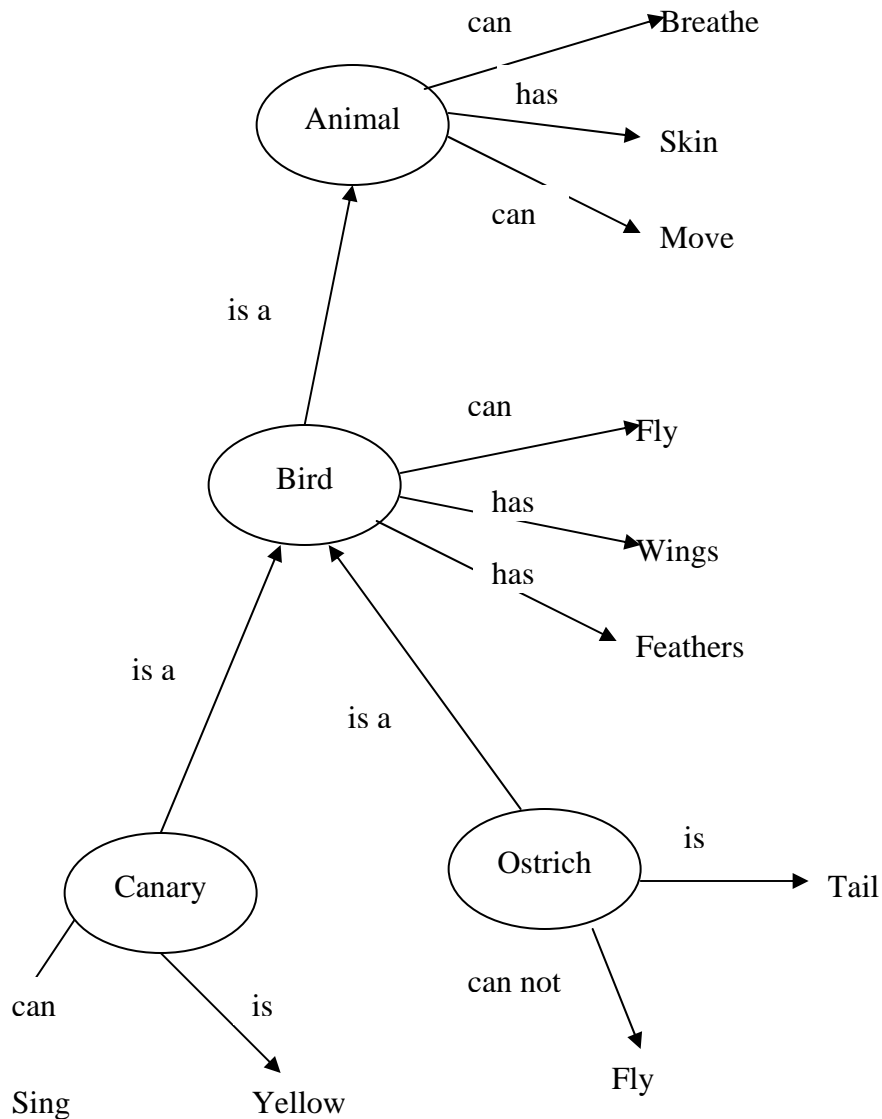 can
Breathe
Animal
has
Skin
can
Move
is a
can
Fly
Bird
has
Wings
has
Feathers
is a
is a
Canary
Ostrich
is
Tail
can
is
can not
Sing
Yellow
Fly